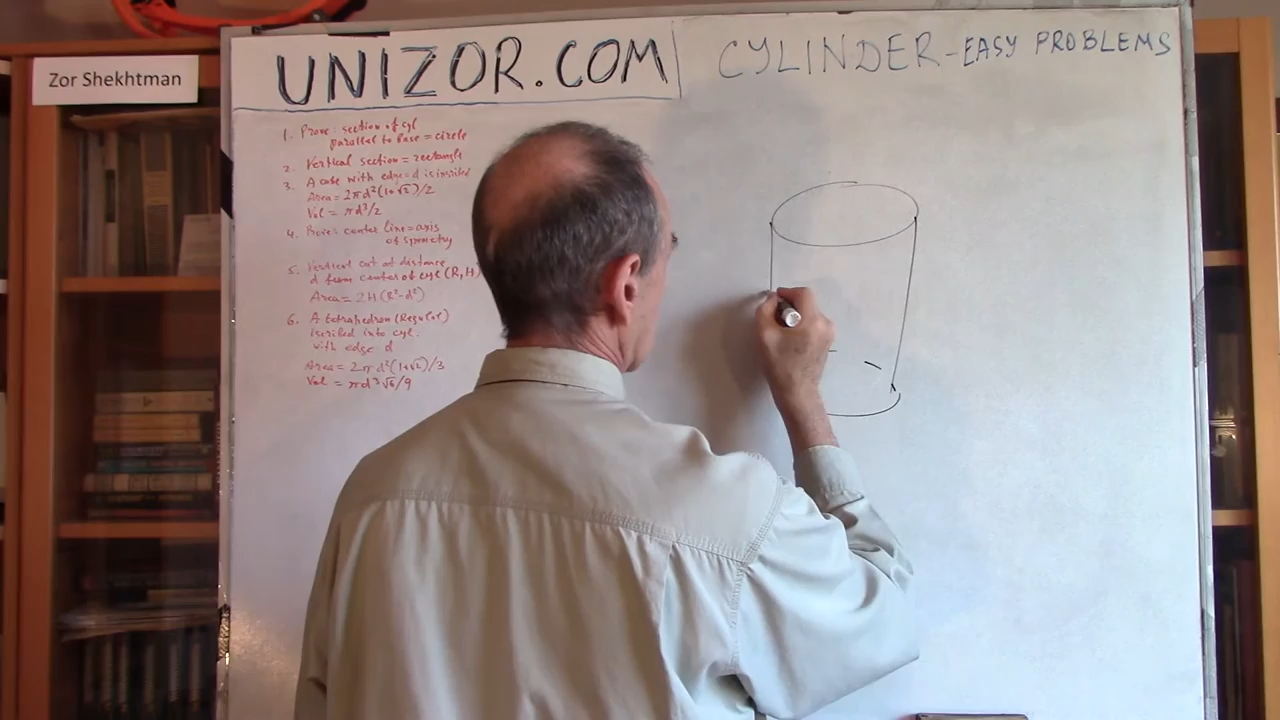 Zor Shekhtman
UNIZOR.COM
CYLINDER-EASY PROBLEMS
1. Prove: section of cyl
parallel to base = circle
2. Vertical section = rectangle
3. A cube with edge=d is inscribed
Area = 2πd²(1+√2)/2
Vol = πd³/2
4. Prove: center line = axis
of symmetry
5. Vertical cut at distance
d from center of cyl (R, H)
Area = 2H(R²-d²)
6. A tetrahedron (Regular)
iscribed into cyl.
with edge d
Area = 2πd²(1+√2)/3
Vol = πd³√6/9